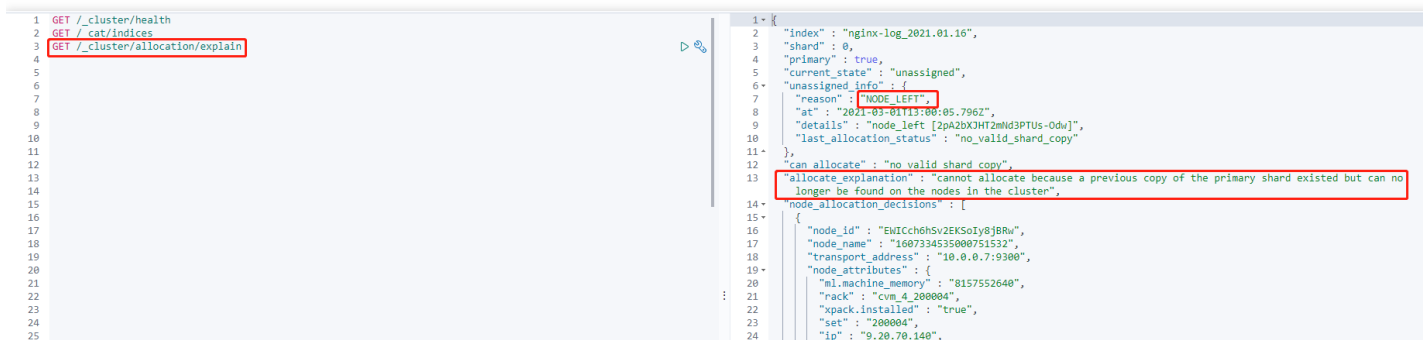 1 GET /_cluster/health
2 GET /_cat/indices
3 GET /_cluster/allocation/explain
4
5
6
7
8
9
10
11
12
13
14
15
16
17
18
19
20
21
22
23
24
25
1 {
2 "index" : "nginx-log_2021.01.16",
3 "shard" : 0,
4 "primary" : true,
5 "current_state" : "unassigned",
6 "unassigned_info" : {
7 "reason" : "NODE_LEFT",
8 "at" : "2021-03-01T13:00:05.796Z",
9 "details" : "node_left [2pA2bXJHT2mNd3PTUs-Odw]",
10 "last_allocation_status" : "no_valid_shard_copy"
11 },
12 "can_allocate" : "no_valid_shard_copy",
13 "allocate_explanation" : "cannot allocate because a previous copy of the primary shard existed but can no
longer be found on the nodes in the cluster",
14 "node_allocation_decisions" : [
15 {
16 "node_id" : "EWICch6hSv2EKSoIy8jBRw",
17 "node_name" : "1607334535000751532",
18 "transport_address" : "10.0.0.7:9300",
19 "node_attributes" : {
20 "ml.machine_memory" : "8157552640",
21 "rack" : "cvm_4_200004",
22 "xpack.installed" : "true",
23 "set" : "200004",
24 "ip" : "9.20.70.140",